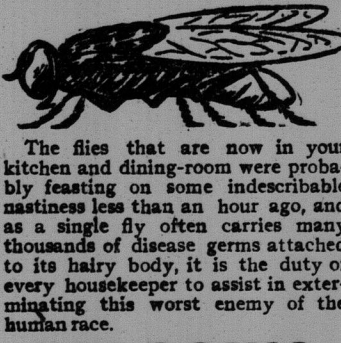 The flies that are now in your
kitchen and dining-room were proba-
bly feasting on some indescribable
nastiness less than an hour ago, and
as a single fly often carries many
thousands of disease germs attached
to its hairy body, it is the duty of
every housekeeper to assist in exter-
minating this worst enemy of the
human race.